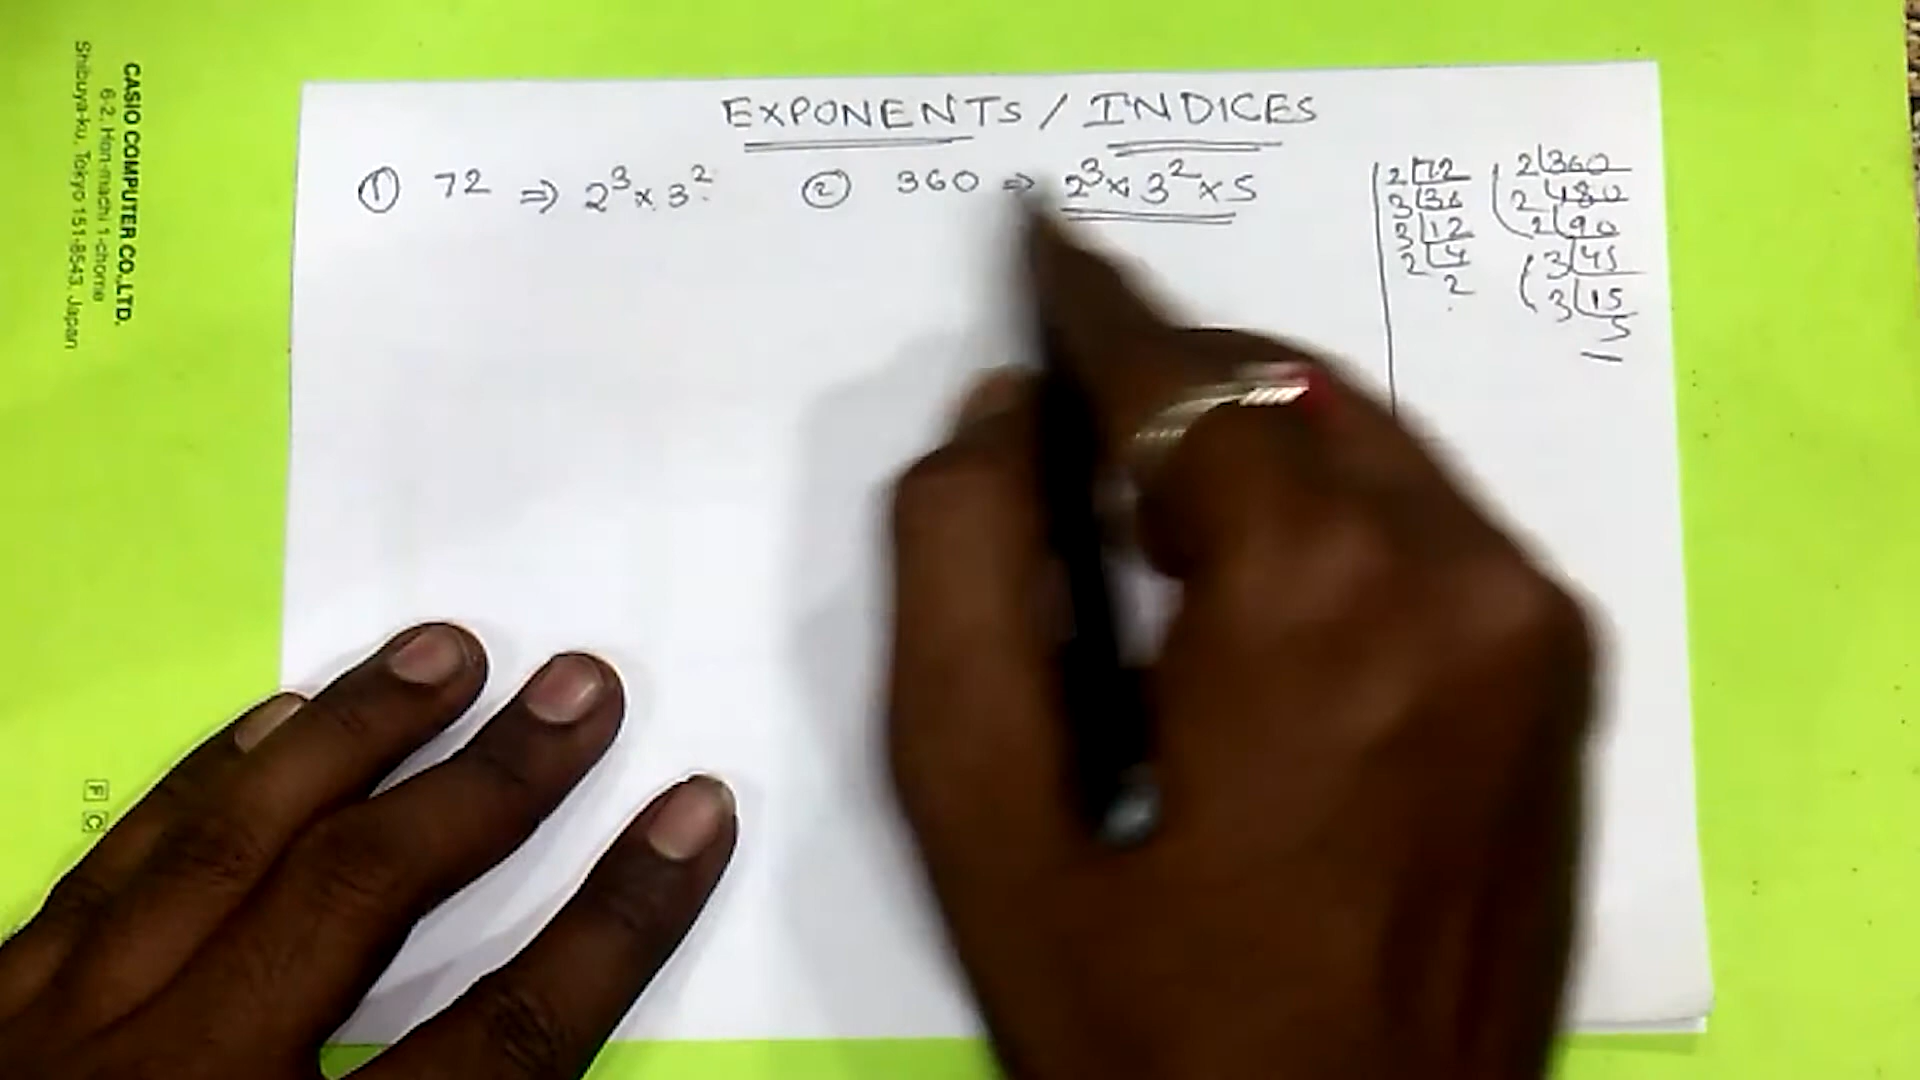 EXPONENTS / INDICES
① 72 ⇒ 2³ × 3²
② 360 ⇒ 2³ × 3² × 5
2 72
3 36
3 12
2 4
2
2 360
2 180
2 90
3 45
3 15
5
CASIO COMPUTER CO.,LTD.
6-2, Hon-machi 1-chome
Shibuya-ku, Tokyo 151-8543, Japan
F
C